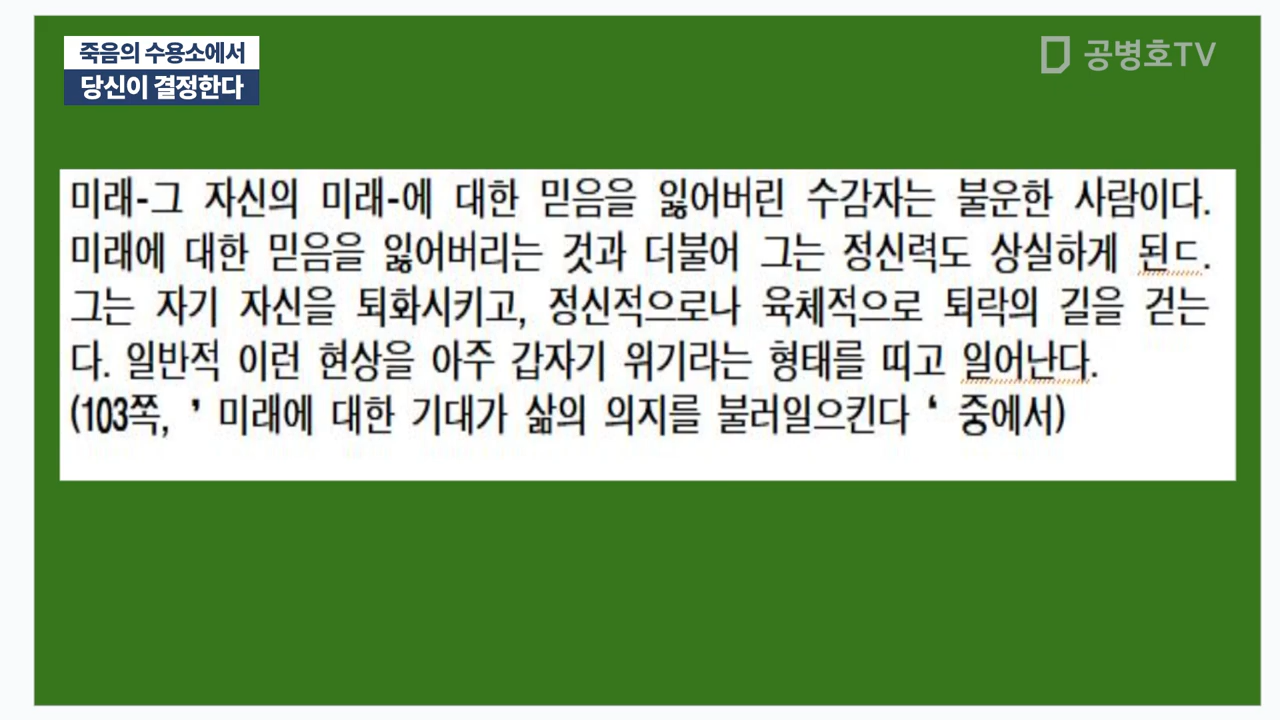 죽음의 수용소에서
당신이 결정한다
공병호TV
미래-그 자신의 미래-에 대한 믿음을 잃어버린 수감자는 불운한 사람이다.
미래에 대한 믿음을 잃어버리는 것과 더불어 그는 정신력도 상실하게 된ㄷ.
그는 자기 자신을 퇴화시키고, 정신적으로나 육체적으로 퇴락의 길을 걷는
다. 일반적 이런 현상을 아주 갑자기 위기라는 형태를 띠고 일어난다.
(103쪽, ’ 미래에 대한 기대가 삶의 의지를 불러일으킨다 ‘ 중에서)